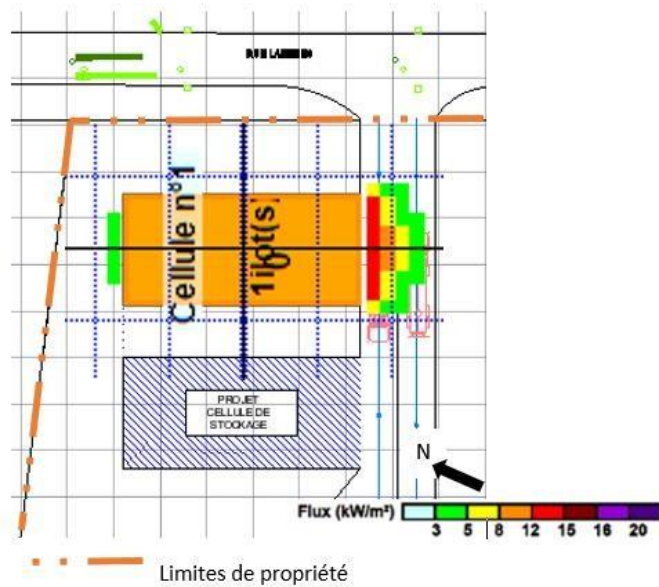 Cellule n°1
1ilot(s)
0
PROJET
CELLULE DE
STOCKAGE
N
Flux (kW/m²)
3 5 8 12 15 16 20
Limites de propriété